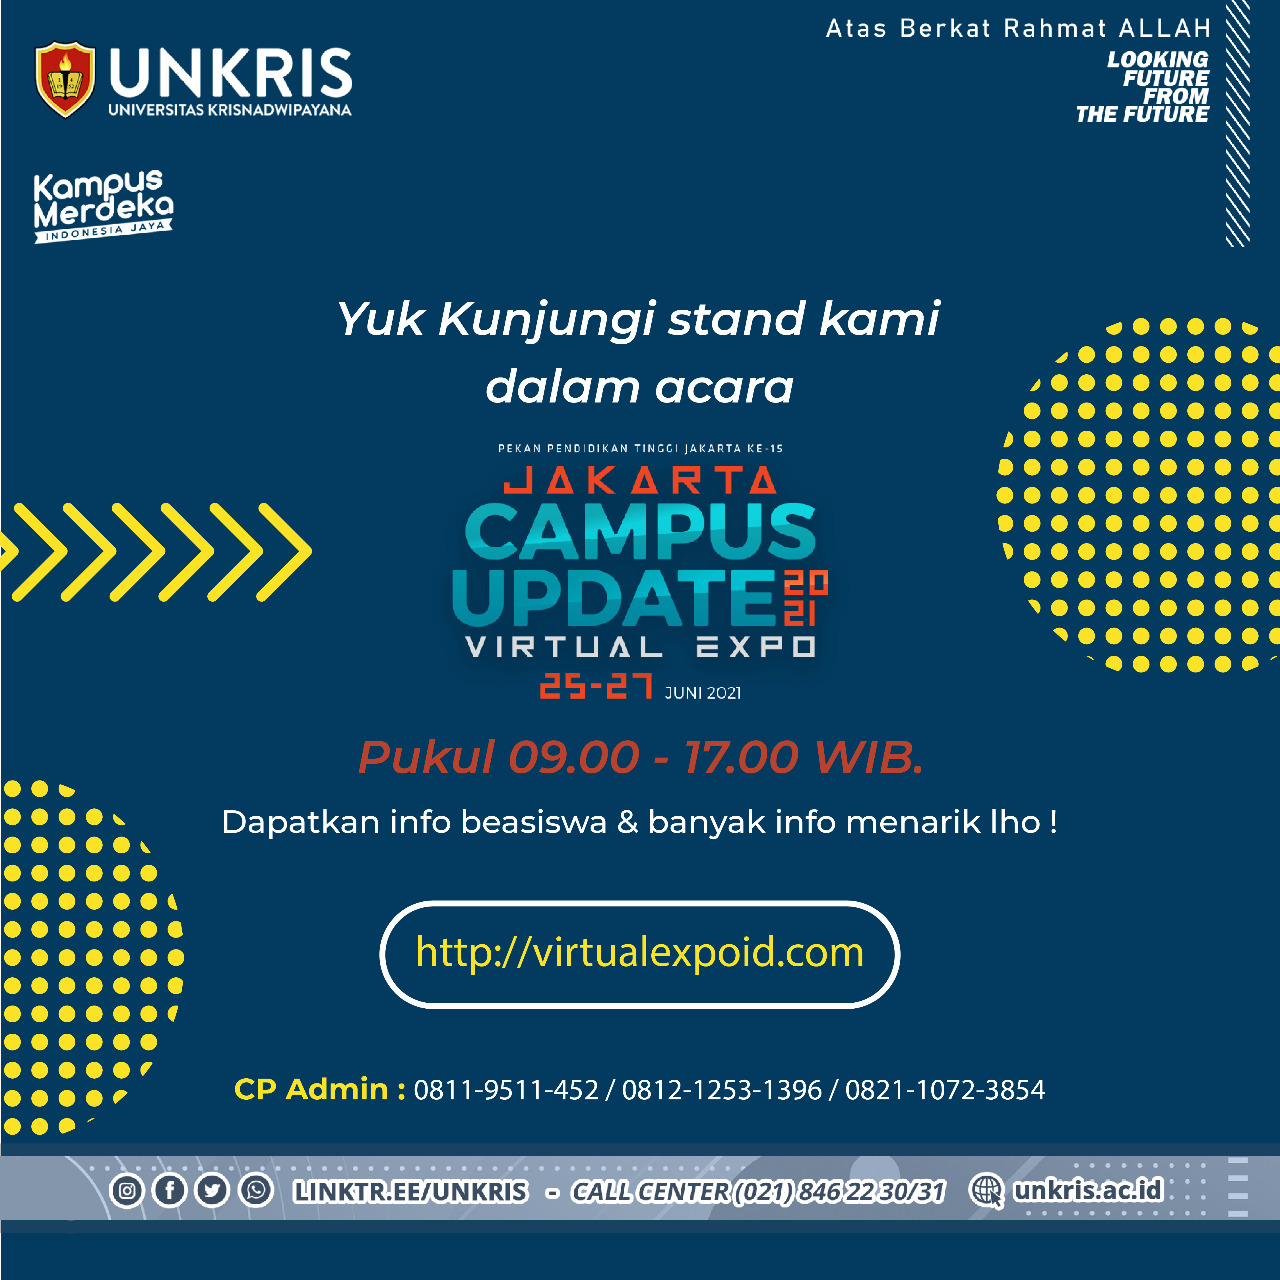 UNKRIS
UNIVERSITAS KRISNADWIPAYANA
Atas Berkat Rahmat ALLAH
LOOKING
FUTURE
FROM
THE FUTURE
Kampus
Merdeka
INDONESIA JAYA
Yuk Kunjungi stand kami
dalam acara
PEKAN PENDIDIKAN TINGGI JAKARTA KE-15
JAKARTA
CAMPUS
UPDATE 2021
VIRTUAL EXPO
25-27 JUNI 2021
Pukul 09.00 - 17.00 WIB.
Dapatkan info beasiswa & banyak info menarik lho !
http://virtualexpoid.com
CP Admin : 0811-9511-452 / 0812-1253-1396 / 0821-1072-3854
LINKTR.EE/UNKRIS - CALL CENTER (021) 846 22 30/31 unkris.ac.id